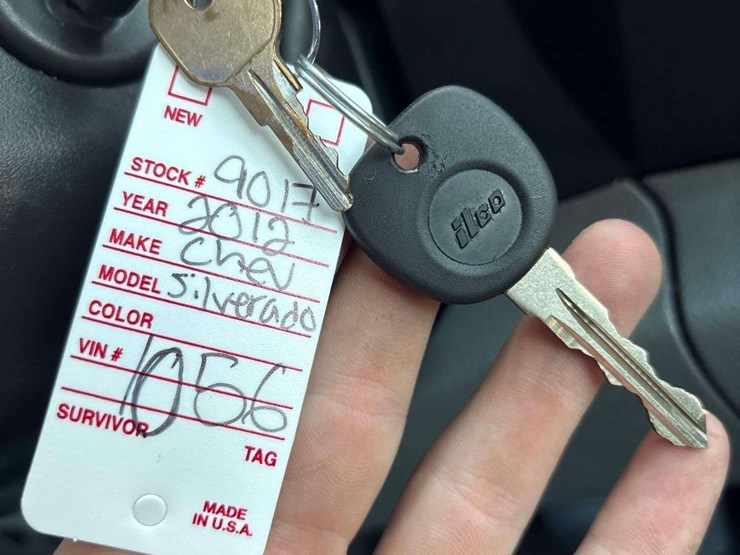 NEW
STOCK # 9017
YEAR 2012
MAKE Chev
MODEL Silverado
COLOR
VIN # 1056
SURVIVOR TAG
MADE
IN U.S.A.
ilco